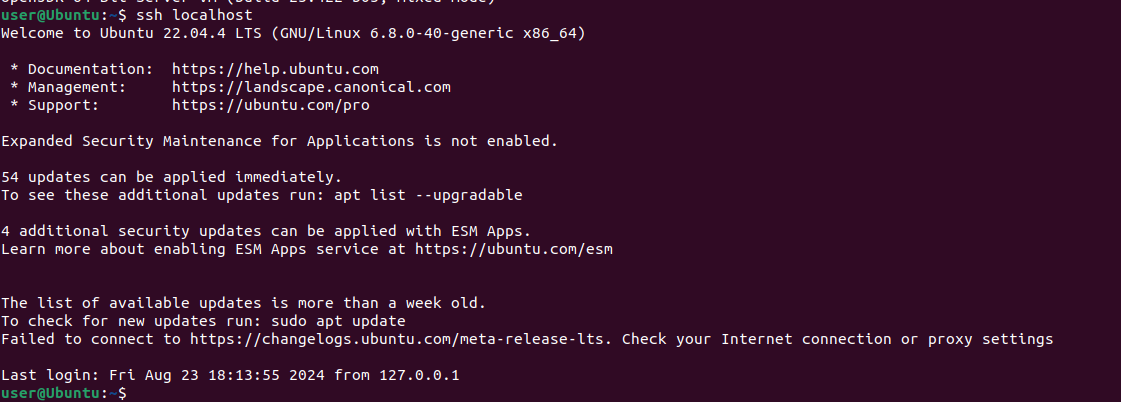 user@Ubuntu:~$ ssh localhost
Welcome to Ubuntu 22.04.4 LTS (GNU/Linux 6.8.0-40-generic x86_64)
* Documentation: https://help.ubuntu.com
* Management: https://landscape.canonical.com
* Support: https://ubuntu.com/pro
Expanded Security Maintenance for Applications is not enabled.
54 updates can be applied immediately.
To see these additional updates run: apt list --upgradable
4 additional security updates can be applied with ESM Apps.
Learn more about enabling ESM Apps service at https://ubuntu.com/esm
The list of available updates is more than a week old.
To check for new updates run: sudo apt update
Failed to connect to https://changelogs.ubuntu.com/meta-release-lts. Check your Internet connection or proxy settings
Last login: Fri Aug 23 18:13:55 2024 from 127.0.0.1
user@Ubuntu:~$